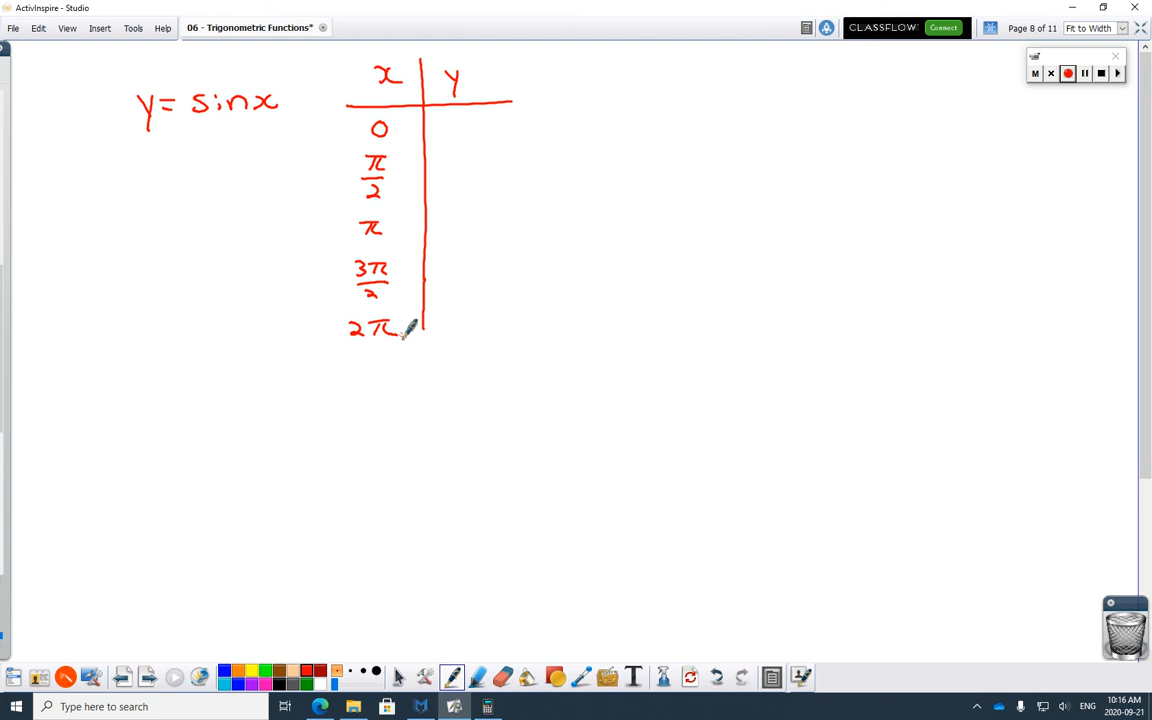 ActivInspire - Studio
File Edit View Insert Tools Help
06 - Trigonometric Functions*
CLASSFLOW Connect
Page 8 of 11
Fit to Width
M
x y
y = sinx
0
π/2
π
3π/2
2π
T
Type here to search
ENG
10:16 AM
2020-09-21